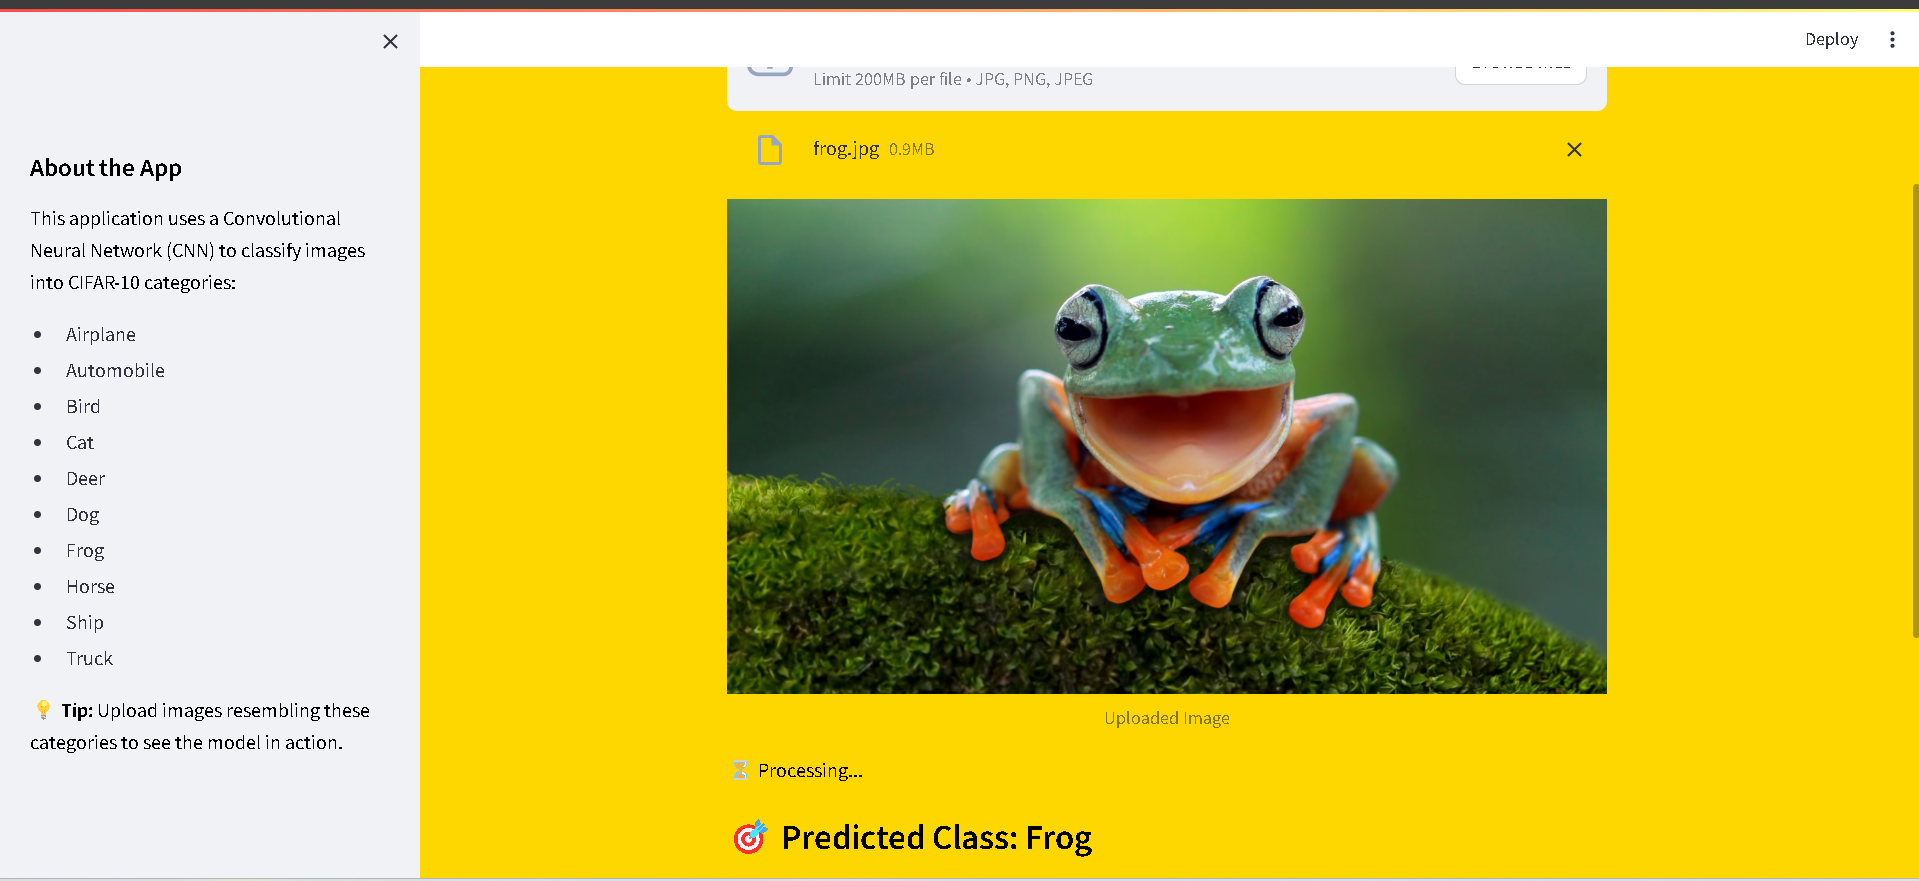 Deploy
About the App
This application uses a Convolutional
Neural Network (CNN) to classify images
into CIFAR-10 categories:
• Airplane
• Automobile
• Bird
• Cat
• Deer
• Dog
• Frog
• Horse
• Ship
• Truck
💡 Tip: Upload images resembling these
categories to see the model in action.
Limit 200MB per file • JPG, PNG, JPEG
frog.jpg 0.9MB
Uploaded Image
⏳ Processing...
🎯 Predicted Class: Frog